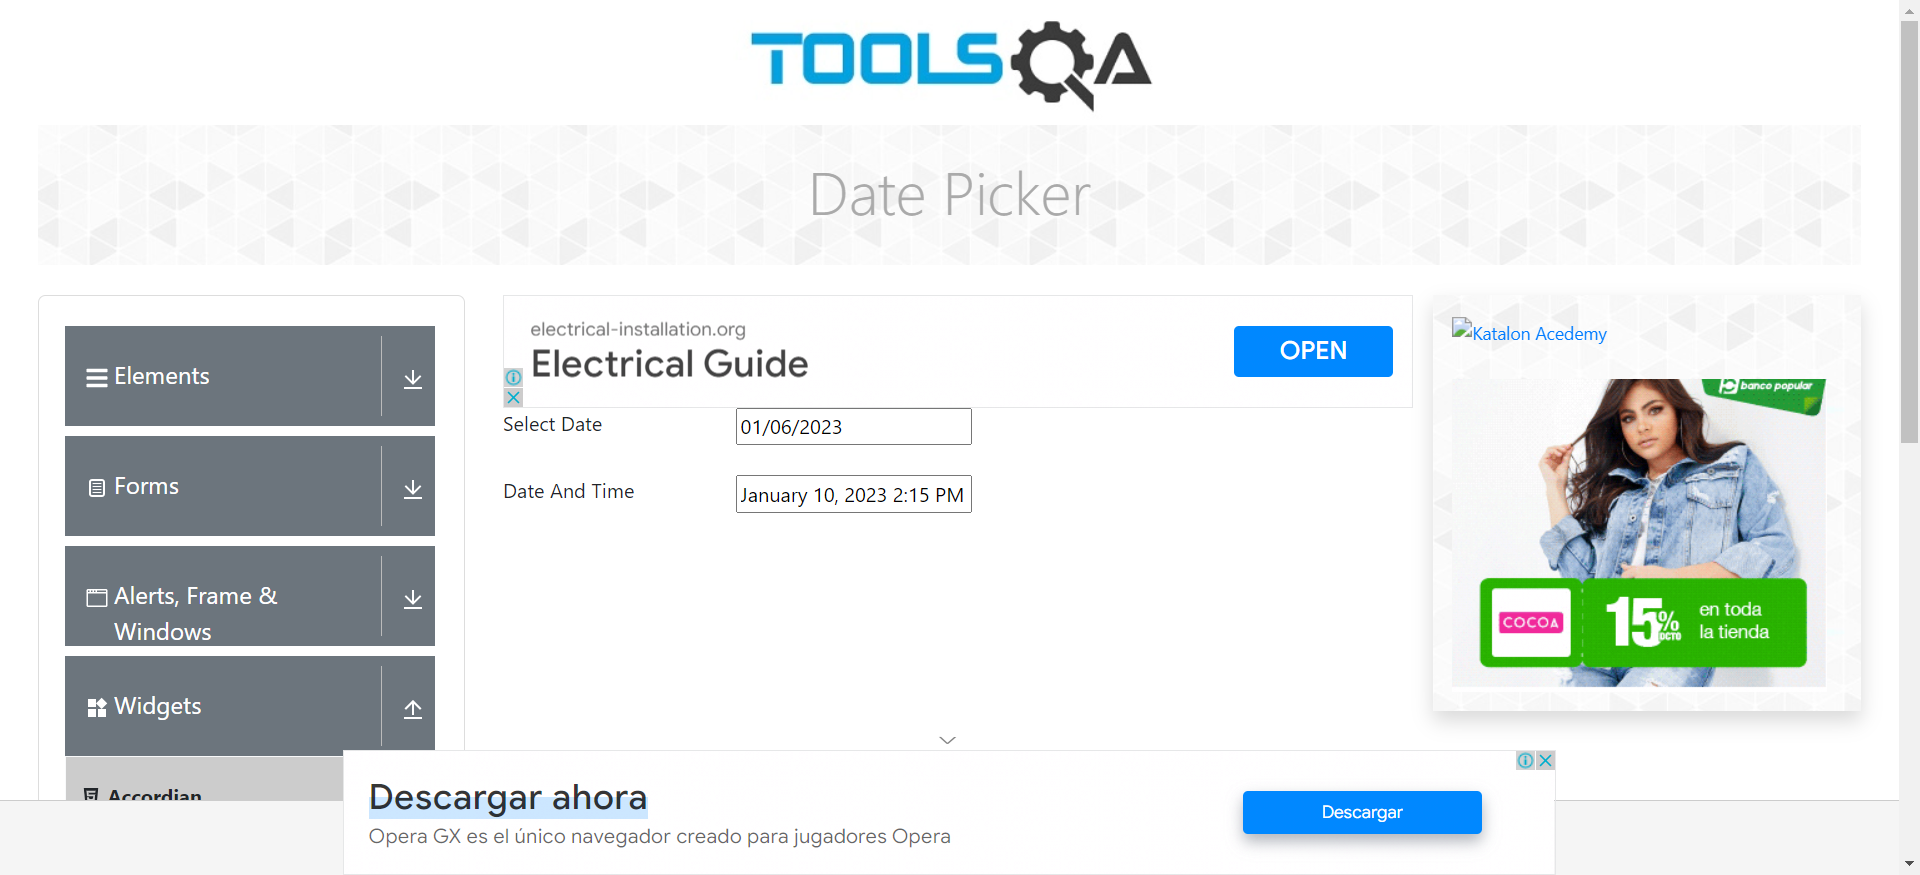 TOOLSQA
Date Picker
Elements
Forms
Alerts, Frame &
Windows
Widgets
Accordian
electrical-installation.org
Electrical Guide
OPEN
Select Date
01/06/2023
Date And Time
January 10, 2023 2:15 PM
Katalon Acedemy
banco popular
COCOA
15%
DCTO
en toda
la tienda
Descargar ahora
Opera GX es el único navegador creado para jugadores Opera
Descargar